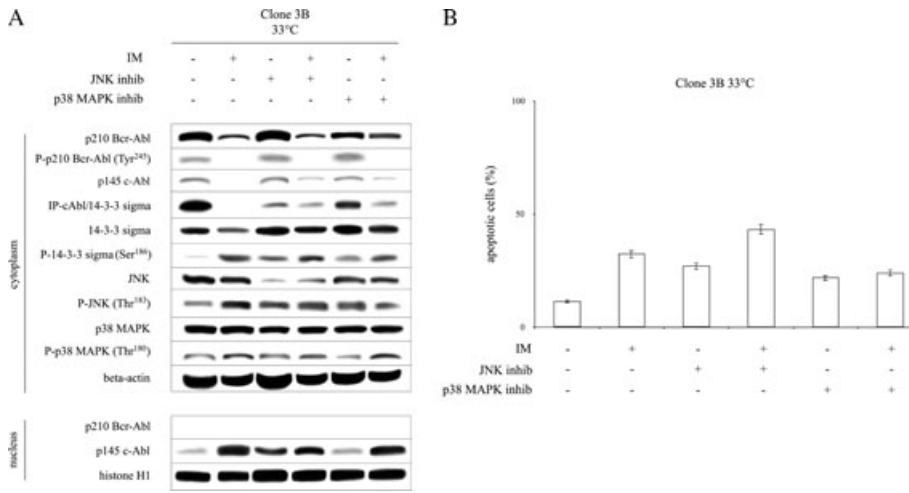 A
Clone 3B
33°C
IM - + - + - +
JNK inhib - - + + - -
p38 MAPK inhib - - - - + +
cytoplasm
p210 Bcr-Abl
P-p210 Bcr-Abl (Tyr245)
p145 c-Abl
IP-cAbl/14-3-3 sigma
14-3-3 sigma
P-14-3-3 sigma (Ser186)
JNK
P-JNK (Thr183)
p38 MAPK
P-p38 MAPK (Thr180)
beta-actin
nucleus
p210 Bcr-Abl
p145 c-Abl
histone H1
B
Clone 3B 33°C
apoptotic cells (%)
100
50
0
IM - + - + - +
JNK inhib - - + + - -
p38 MAPK inhib - - - - + +